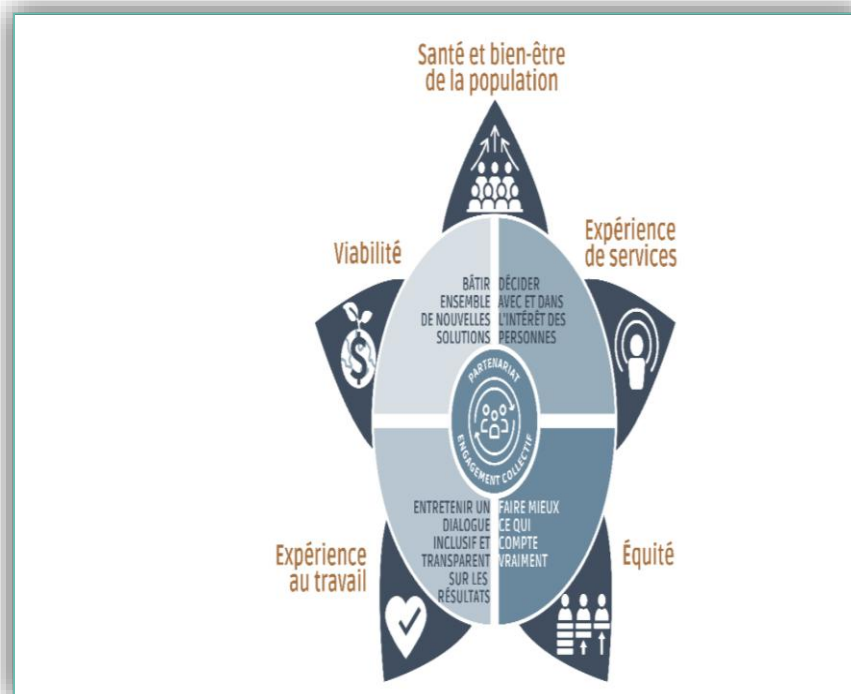 Santé et bien-être
de la population
Viabilité
Expérience
de services
BÂTIR
ENSEMBLE
DE NOUVELLES
SOLUTIONS
DÉCIDER
AVEC ET DANS
L'INTÉRÊT DES
PERSONNES
PARTENARIAT
ENGAGEMENT COLLECTIF
ENTRETENIR UN
DIALOGUE
INCLUSIF ET
TRANSPARENT
SUR LES
RÉSULTATS
FAIRE MIEUX
CE QUI
COMPTE
VRAIMENT
Expérience
au travail
Équité
$